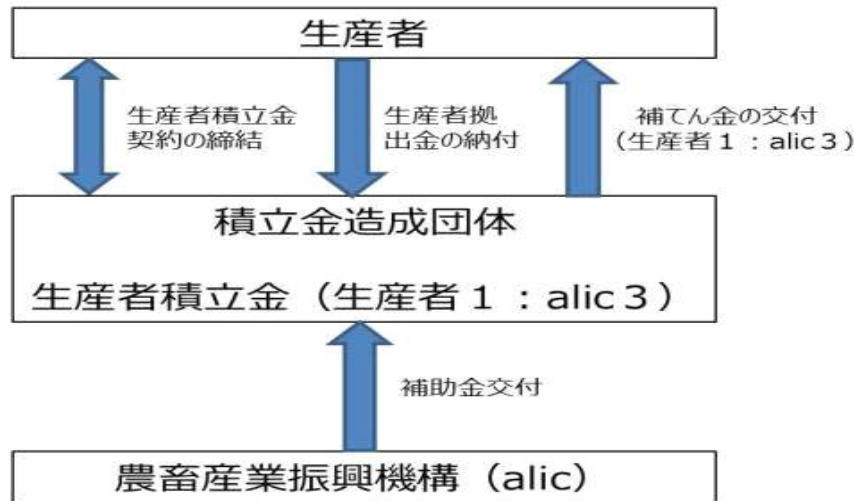 生産者
生産者積立金
契約の締結
生産者拠
出金の納付
補てん金の交付
（生産者１：alic３）
積立金造成団体
生産者積立金（生産者１：alic３）
補助金交付
農畜産業振興機構（alic）